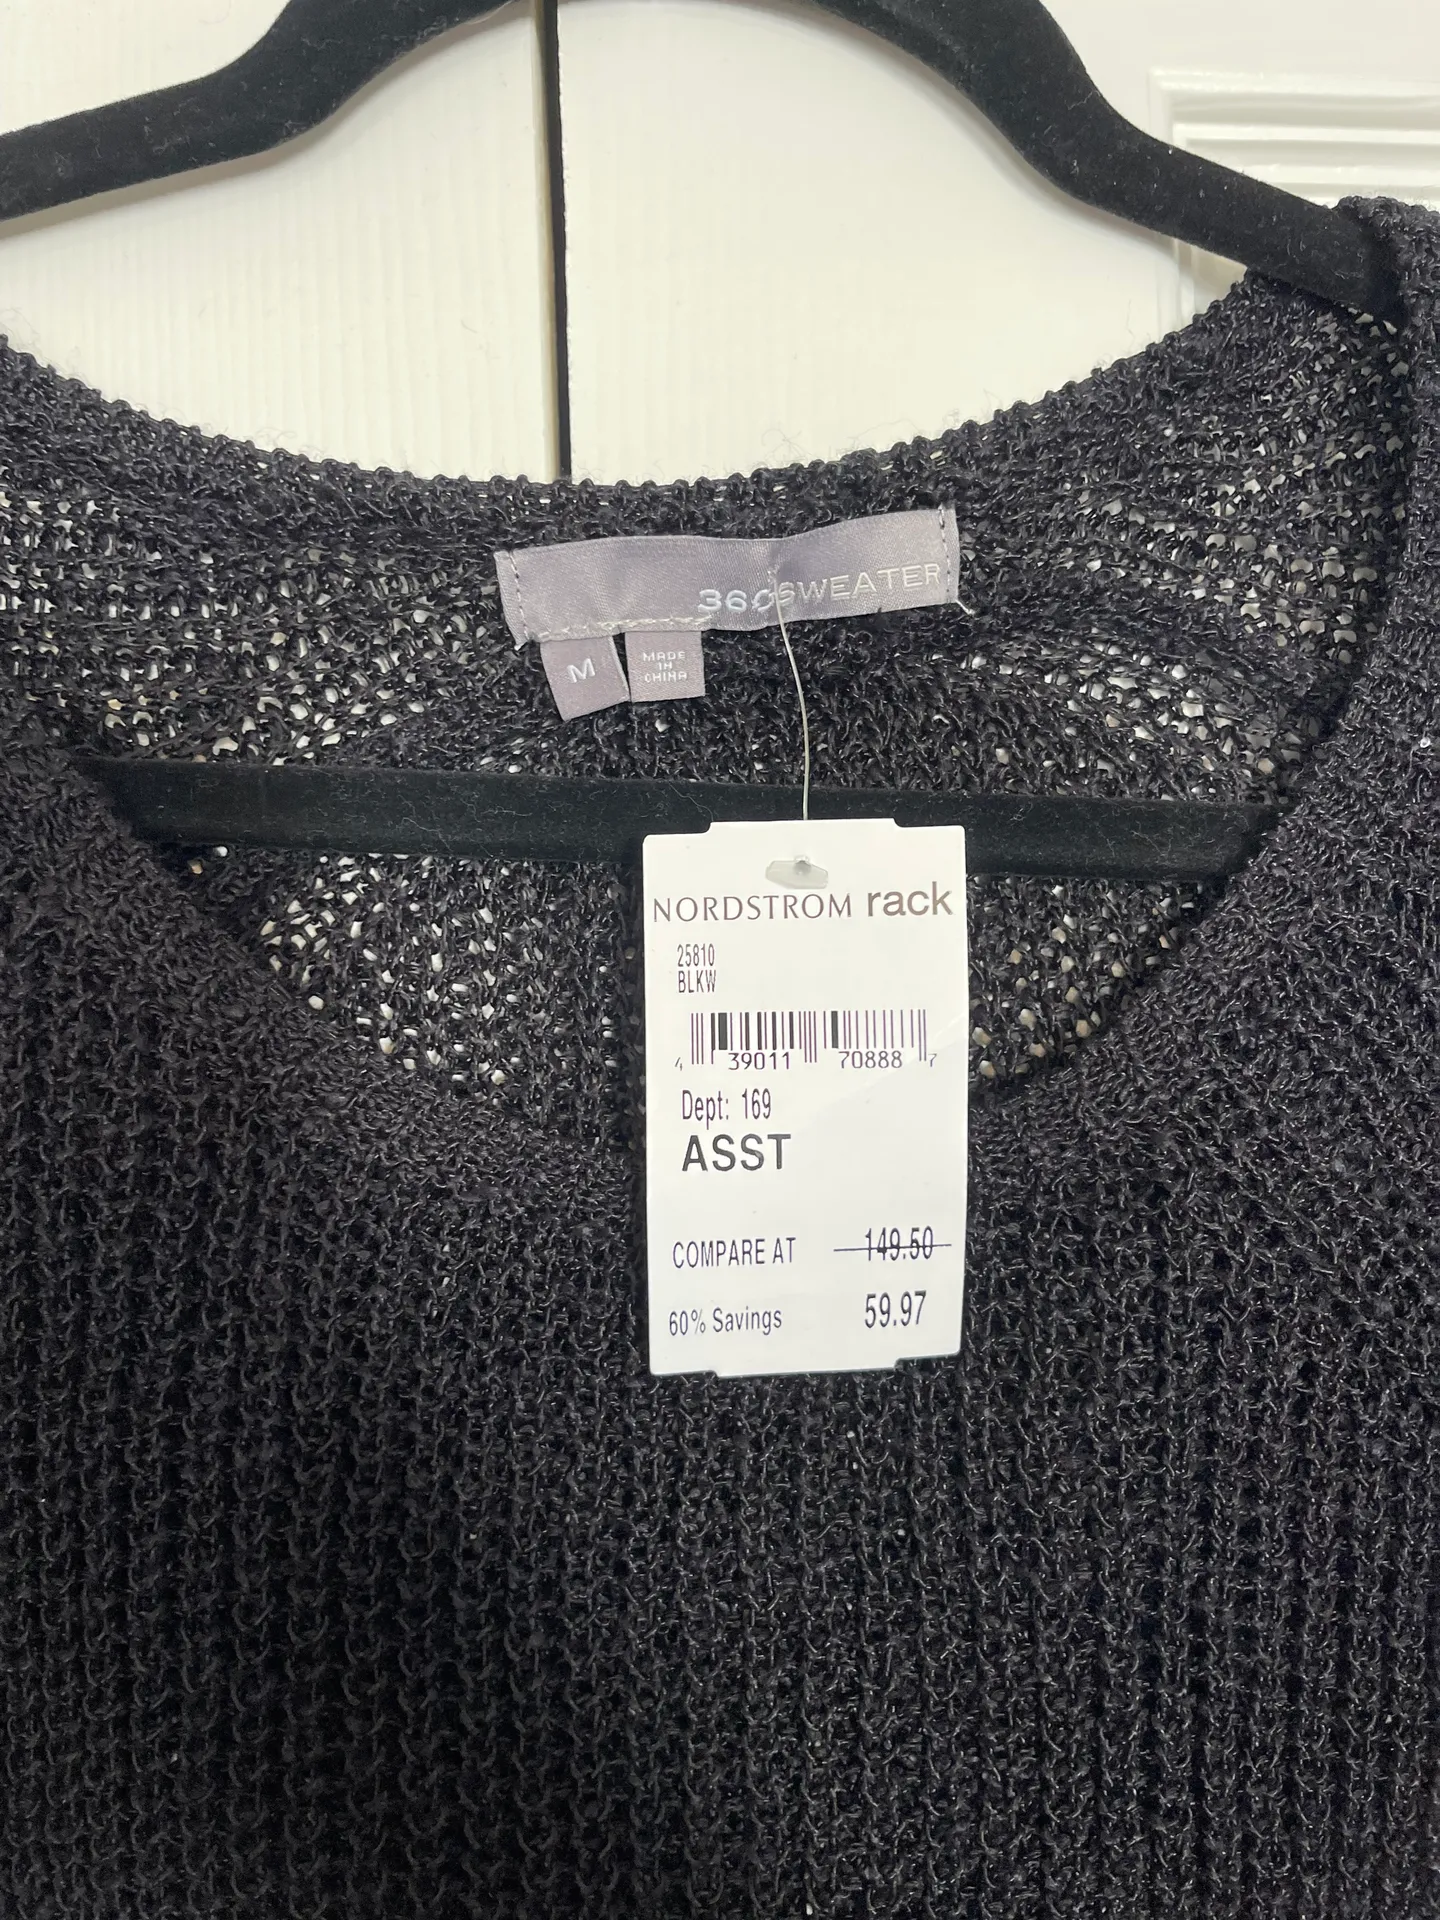 360SWEATER
M
MADE
IN
CHINA
NORDSTROM rack
25810
BLKW
4 39011 70888 7
Dept: 169
ASST
COMPARE AT 149.50
60% Savings 59.97